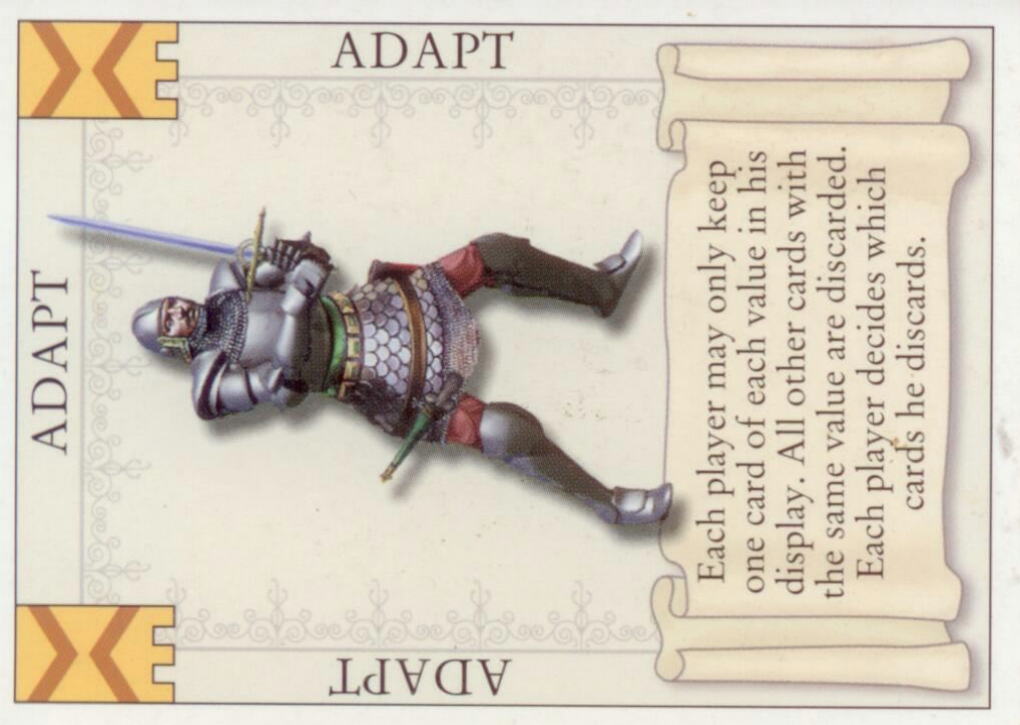 ADAPT
ADAPT
ADAPT
Each player may only keep
one card of each value in his
display. All other cards with
the same value are discarded.
Each player decides which
cards he discards.